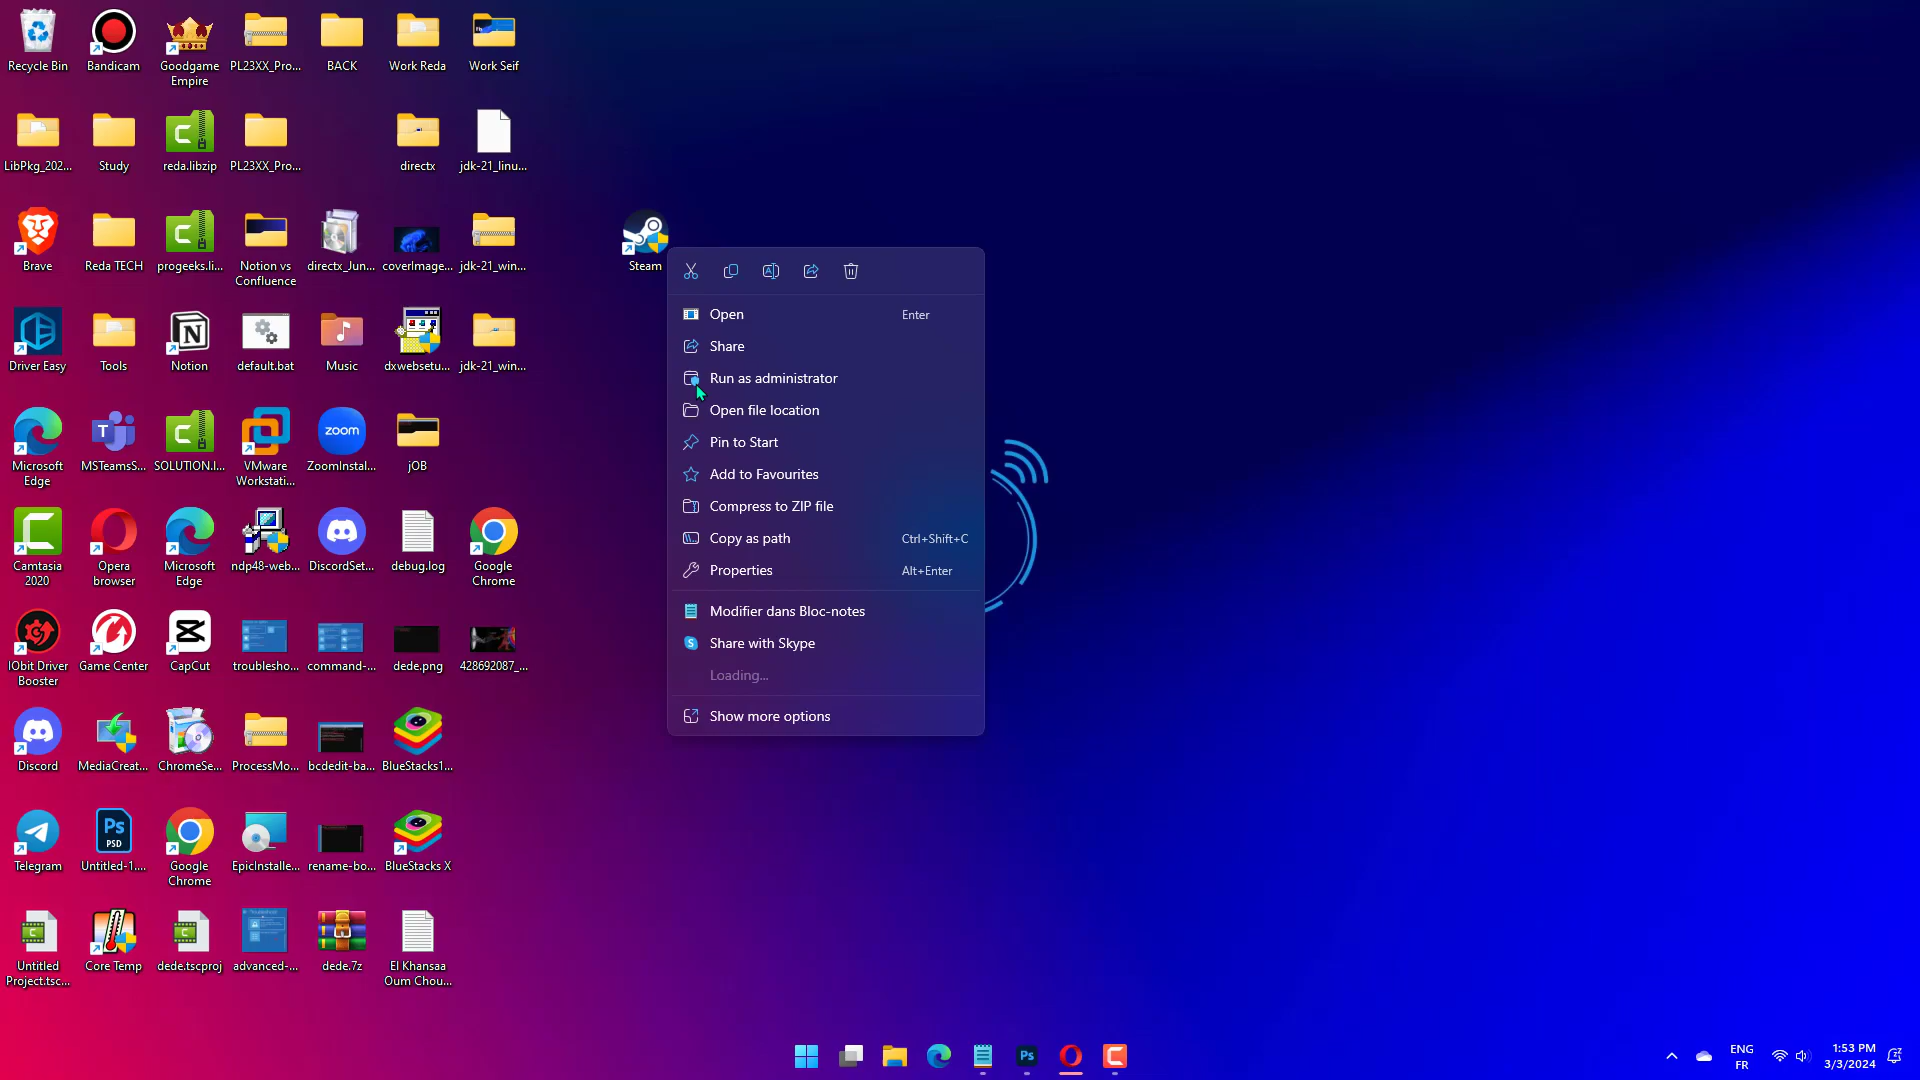 Recycle Bin
Bandicam
Goodgame
Empire
PL23XX_Pro...
BACK
Work Reda
Work Seif
LibPkg_202...
Study
reda.libzip
PL23XX_Pro...
directx
jdk-21_linu...
Brave
Reda TECH
progeeks.li...
Notion vs
Confluence
directx_Jun...
coverImage...
jdk-21_win...
Steam
Driver Easy
Tools
Notion
default.bat
Music
dxwebsetu...
jdk-21_win...
Microsoft
Edge
MSTeamsS...
SOLUTION.l...
VMware
Workstati...
zoom
ZoomInstal...
jOB
Camtasia
2020
Opera
browser
Microsoft
Edge
ndp48-web...
DiscordSet...
debug.log
Google
Chrome
IObit Driver
Booster
Game Center
CapCut
troublesho...
command-...
dede.png
428692087_...
Discord
MediaCreat...
ChromeSe...
ProcessMo...
bcdedit-ba...
BlueStacks1...
Telegram
Ps
PSD
Untitled-1....
Google
Chrome
EpicInstalle...
rename-bo...
BlueStacks X
Untitled
Project.tsc...
Core Temp
dede.tscproj
advanced-...
dede.7z
El Khansaa
Oum Chou...
Open Enter
Share
Run as administrator
Open file location
Pin to Start
Add to Favourites
Compress to ZIP file
Copy as path Ctrl+Shift+C
Properties Alt+Enter
Modifier dans Bloc-notes
Share with Skype
Loading...
Show more options
Ps
ENG
FR
1:53 PM
3/3/2024